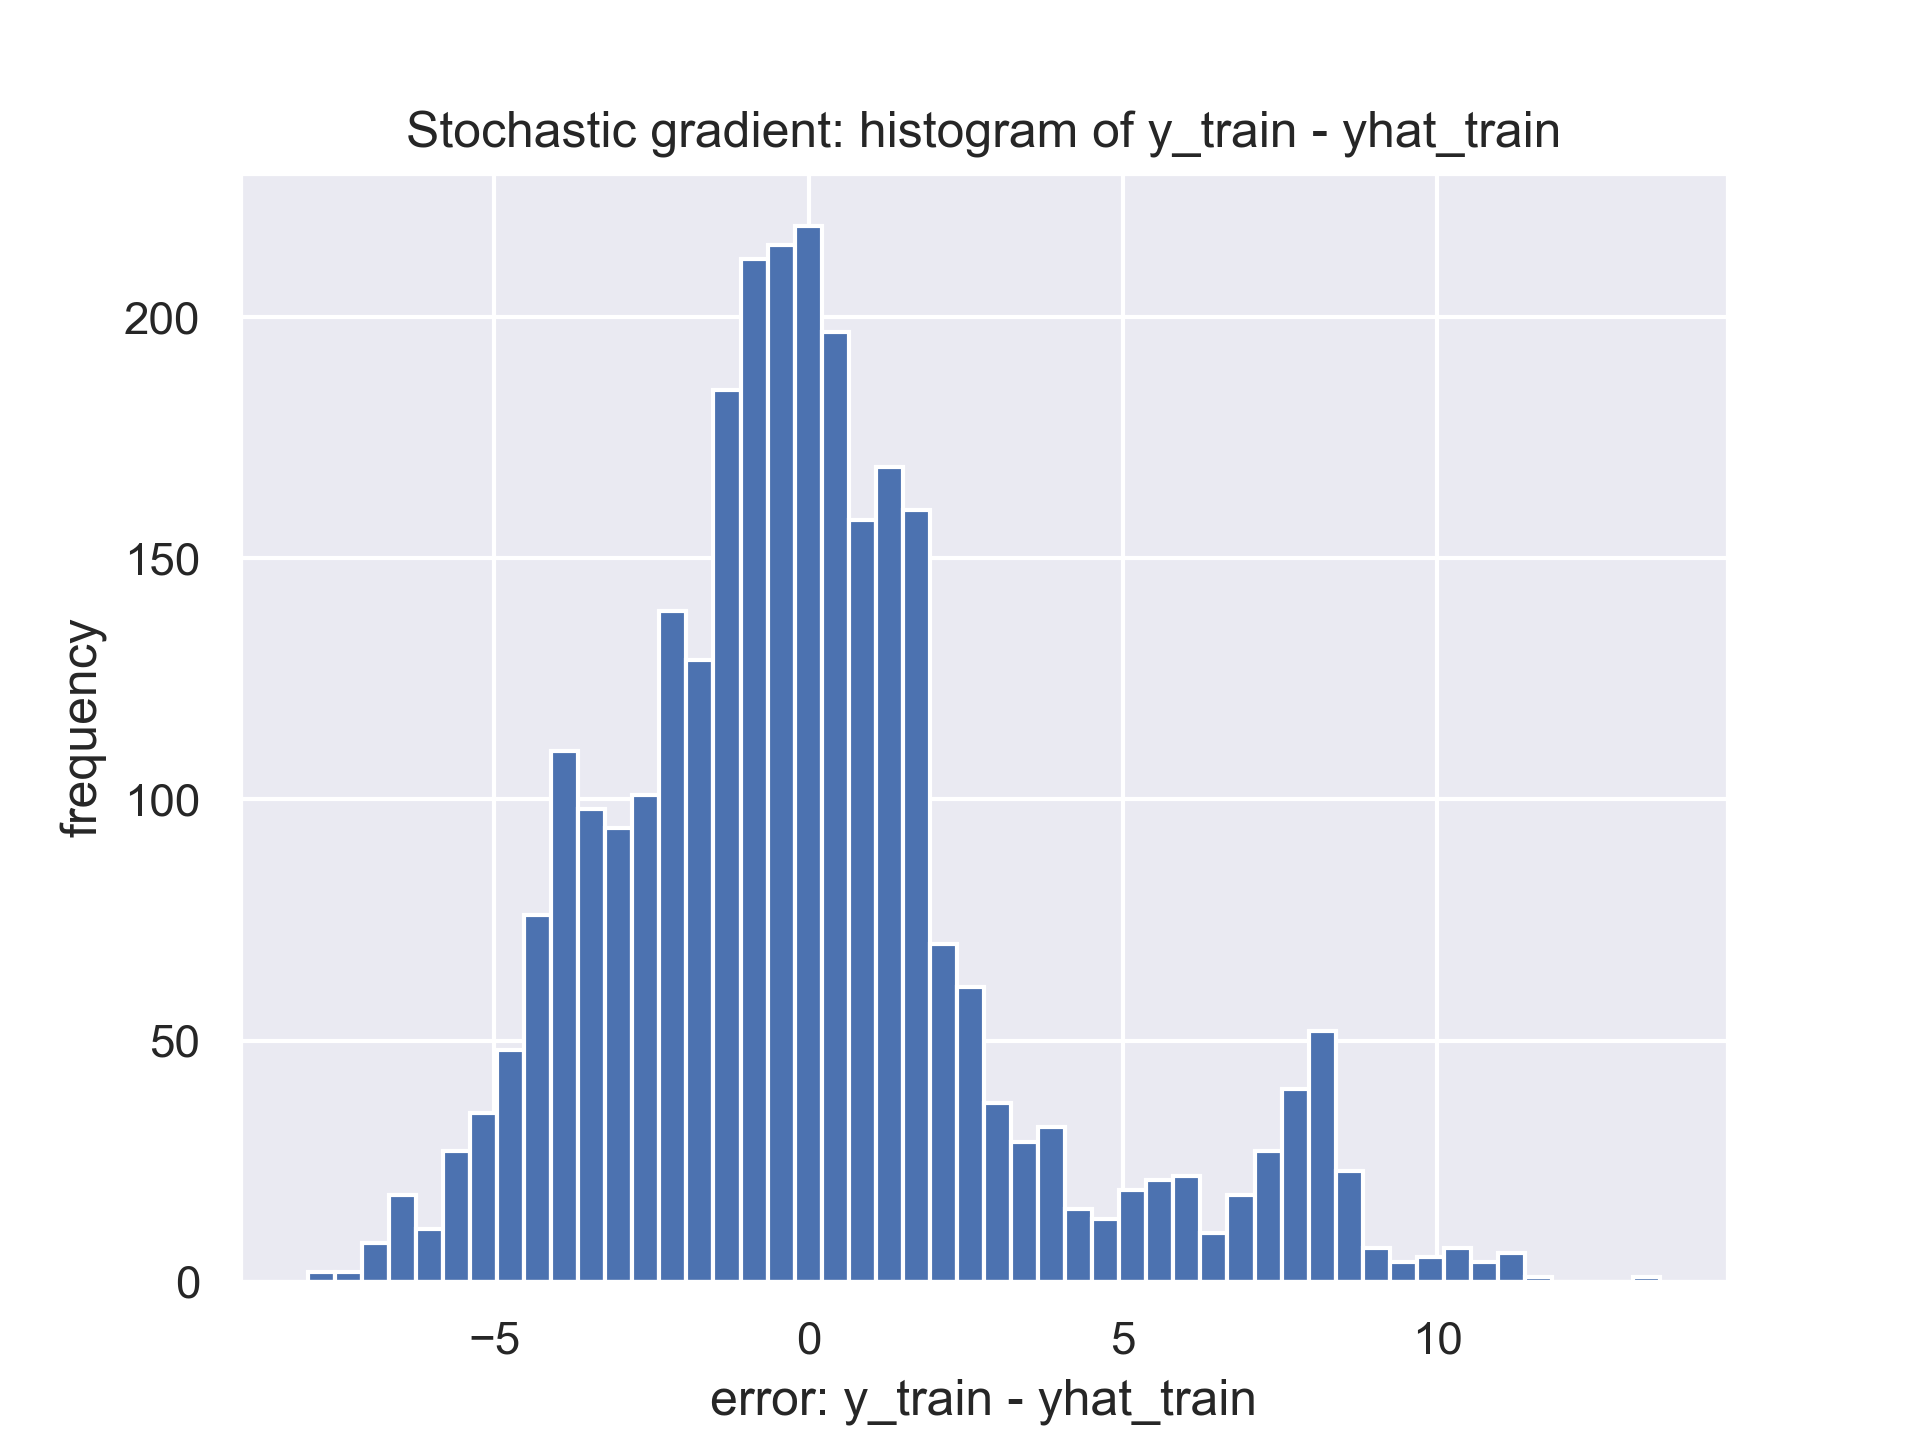 Stochastic gradient: histogram of y_train - yhat_train
200
150
100
50
0
frequency
−5 0 5 10
error: y_train - yhat_train